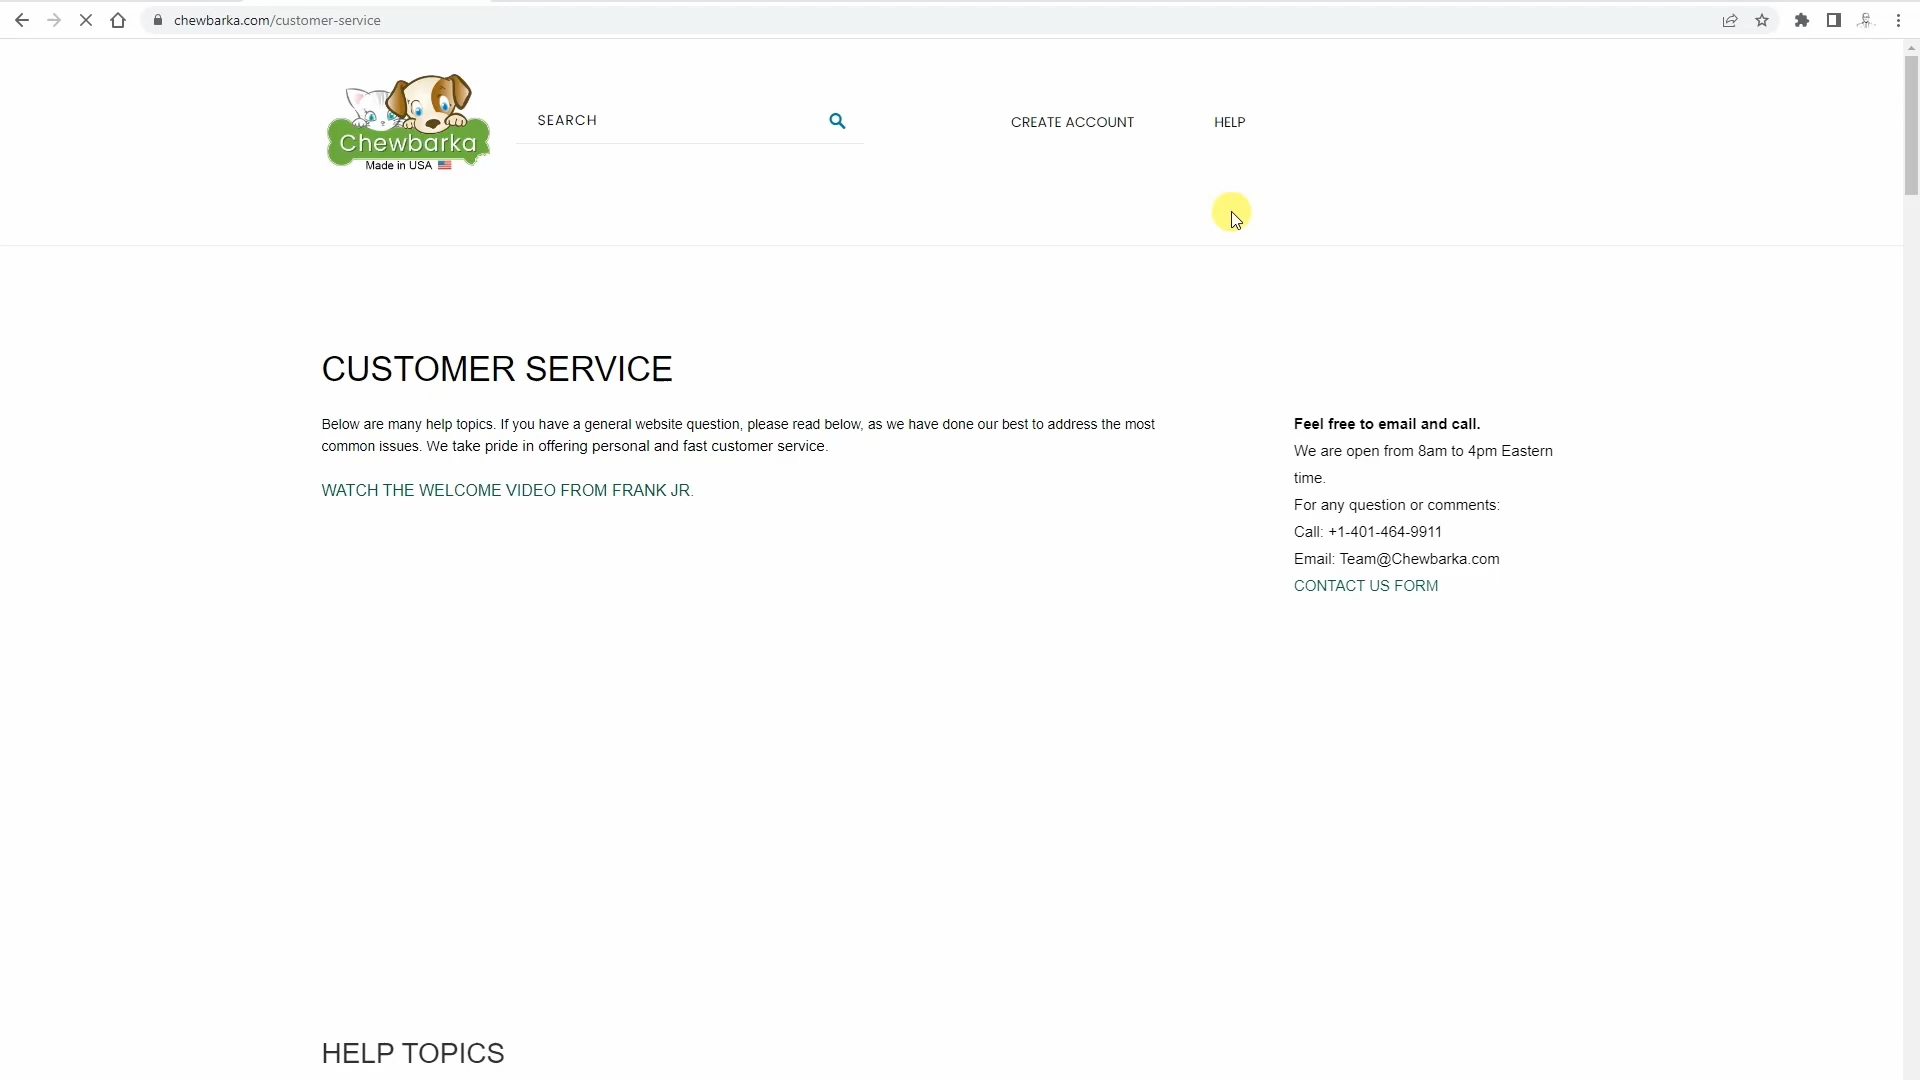 chewbarka.com/customer-service
Chewbarka
Made in USA
SEARCH
CREATE ACCOUNT
HELP
CUSTOMER SERVICE
Below are many help topics. If you have a general website question, please read below, as we have done our best to address the most
common issues. We take pride in offering personal and fast customer service.
WATCH THE WELCOME VIDEO FROM FRANK JR.
Feel free to email and call.
We are open from 8am to 4pm Eastern
time.
For any question or comments:
Call: +1-401-464-9911
Email: Team@Chewbarka.com
CONTACT US FORM
HELP TOPICS